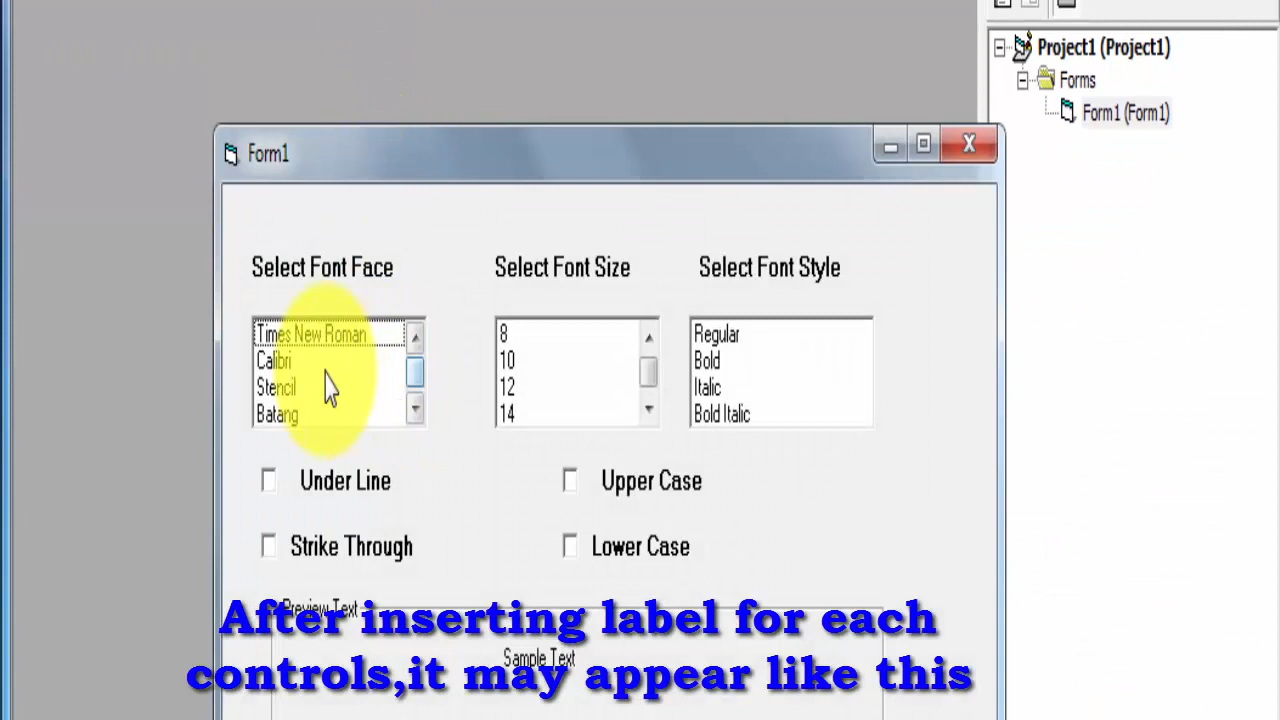 Project1 (Project1)
Forms
Form1 (Form1)
Form1
X
Select Font Face
Select Font Size
Select Font Style
Times New Roman
Calibri
Stencil
Batang
8
10
12
14
Regular
Bold
Italic
Bold Italic
Under Line
Upper Case
Strike Through
Lower Case
Preview Text
Sample Text
After inserting label for each
controls,it may appear like this